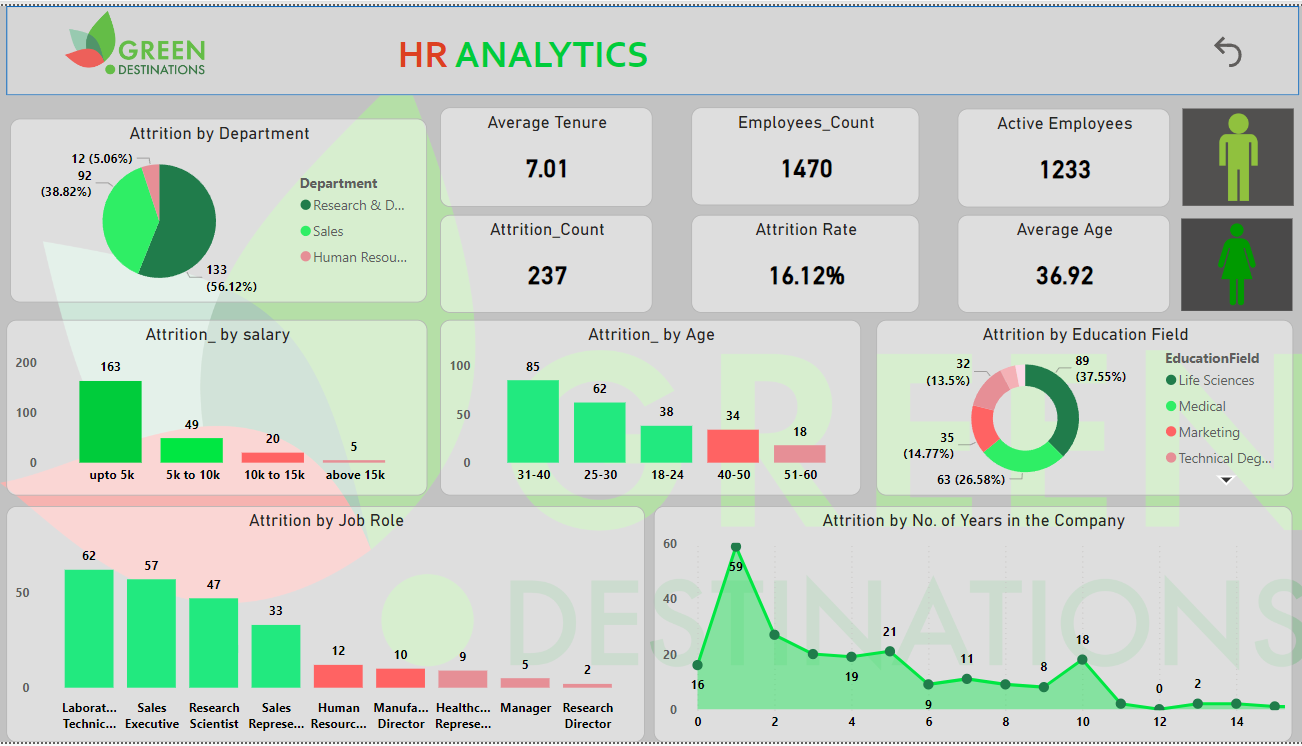 GREEN
DESTINATIONS
HR ANALYTICS
Attrition by Department
12 (5.06%)
92
(38.82%)
133
(56.12%)
Department
Research & D...
Sales
Human Resou...
Average Tenure
7.01
Employees_Count
1470
Active Employees
1233
Attrition_Count
237
Attrition Rate
16.12%
Average Age
36.92
Attrition_ by salary
200
100
0
163
49
20
5
upto 5k
5k to 10k
10k to 15k
above 15k
Attrition_ by Age
100
50
0
85
62
38
34
18
31-40
25-30
18-24
40-50
51-60
Attrition by Education Field
32
(13.5%)
89
(37.55%)
35
(14.77%)
63 (26.58%)
EducationField
Life Sciences
Medical
Marketing
Technical Deg...
Attrition by Job Role
50
0
62
57
47
33
12
10
9
5
2
Laborat...
Technic...
Sales
Executive
Research
Scientist
Sales
Represe...
Human
Resourc...
Manufa...
Director
Healthc...
Represe...
Manager
Research
Director
Attrition by No. of Years in the Company
60
40
20
0
16
59
19
21
9
11
8
18
0
2
0
2
4
6
8
10
12
14
GREEN
DESTINATIONS